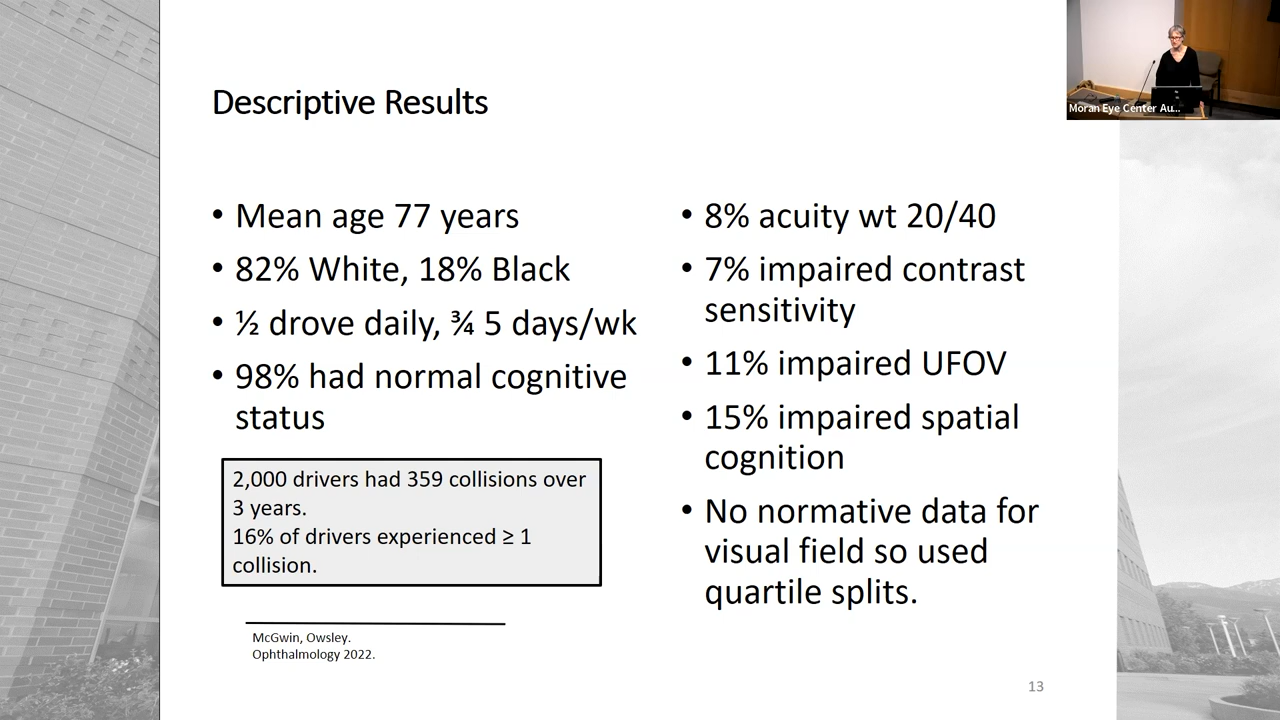 Descriptive Results
• Mean age 77 years
• 82% White, 18% Black
• ½ drove daily, ¾ 5 days/wk
• 98% had normal cognitive
status
2,000 drivers had 359 collisions over
3 years.
16% of drivers experienced ≥ 1
collision.
McGwin, Owsley.
Ophthalmology 2022.
• 8% acuity wt 20/40
• 7% impaired contrast
sensitivity
• 11% impaired UFOV
• 15% impaired spatial
cognition
• No normative data for
visual field so used
quartile splits.
13
Moran Eye Center Au...